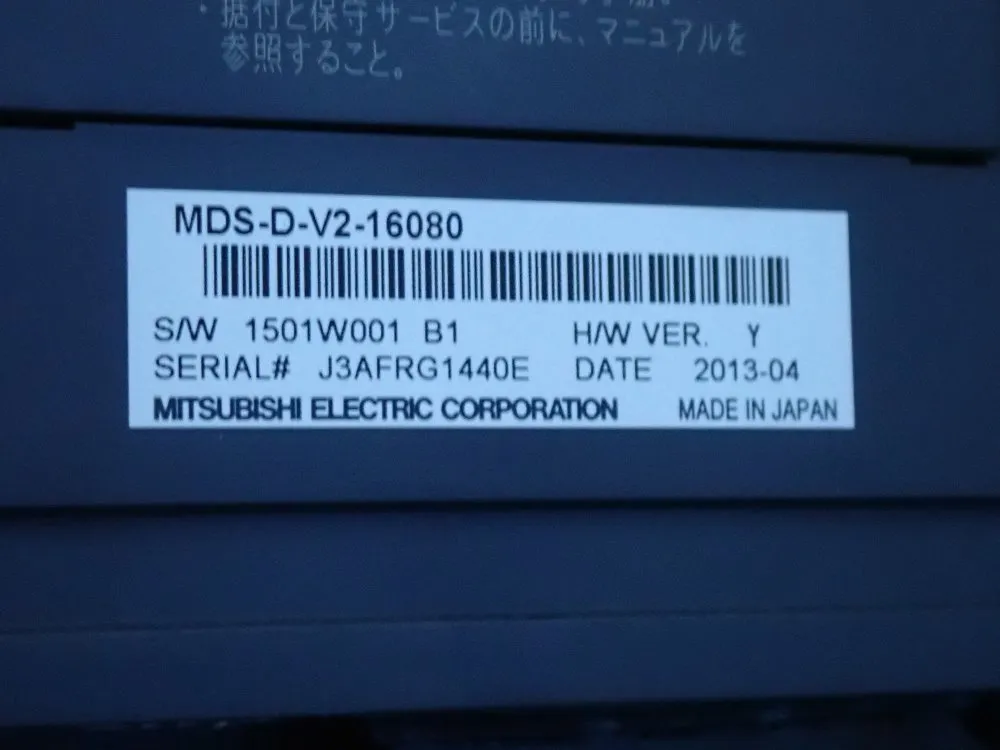 ・据付と保守サービスの前に、マニュアルを
参照すること。
MDS-D-V2-16080
S/W 1501W001 B1 H/W VER. Y
SERIAL# J3AFRG1440E DATE 2013-04
MITSUBISHI ELECTRIC CORPORATION MADE IN JAPAN